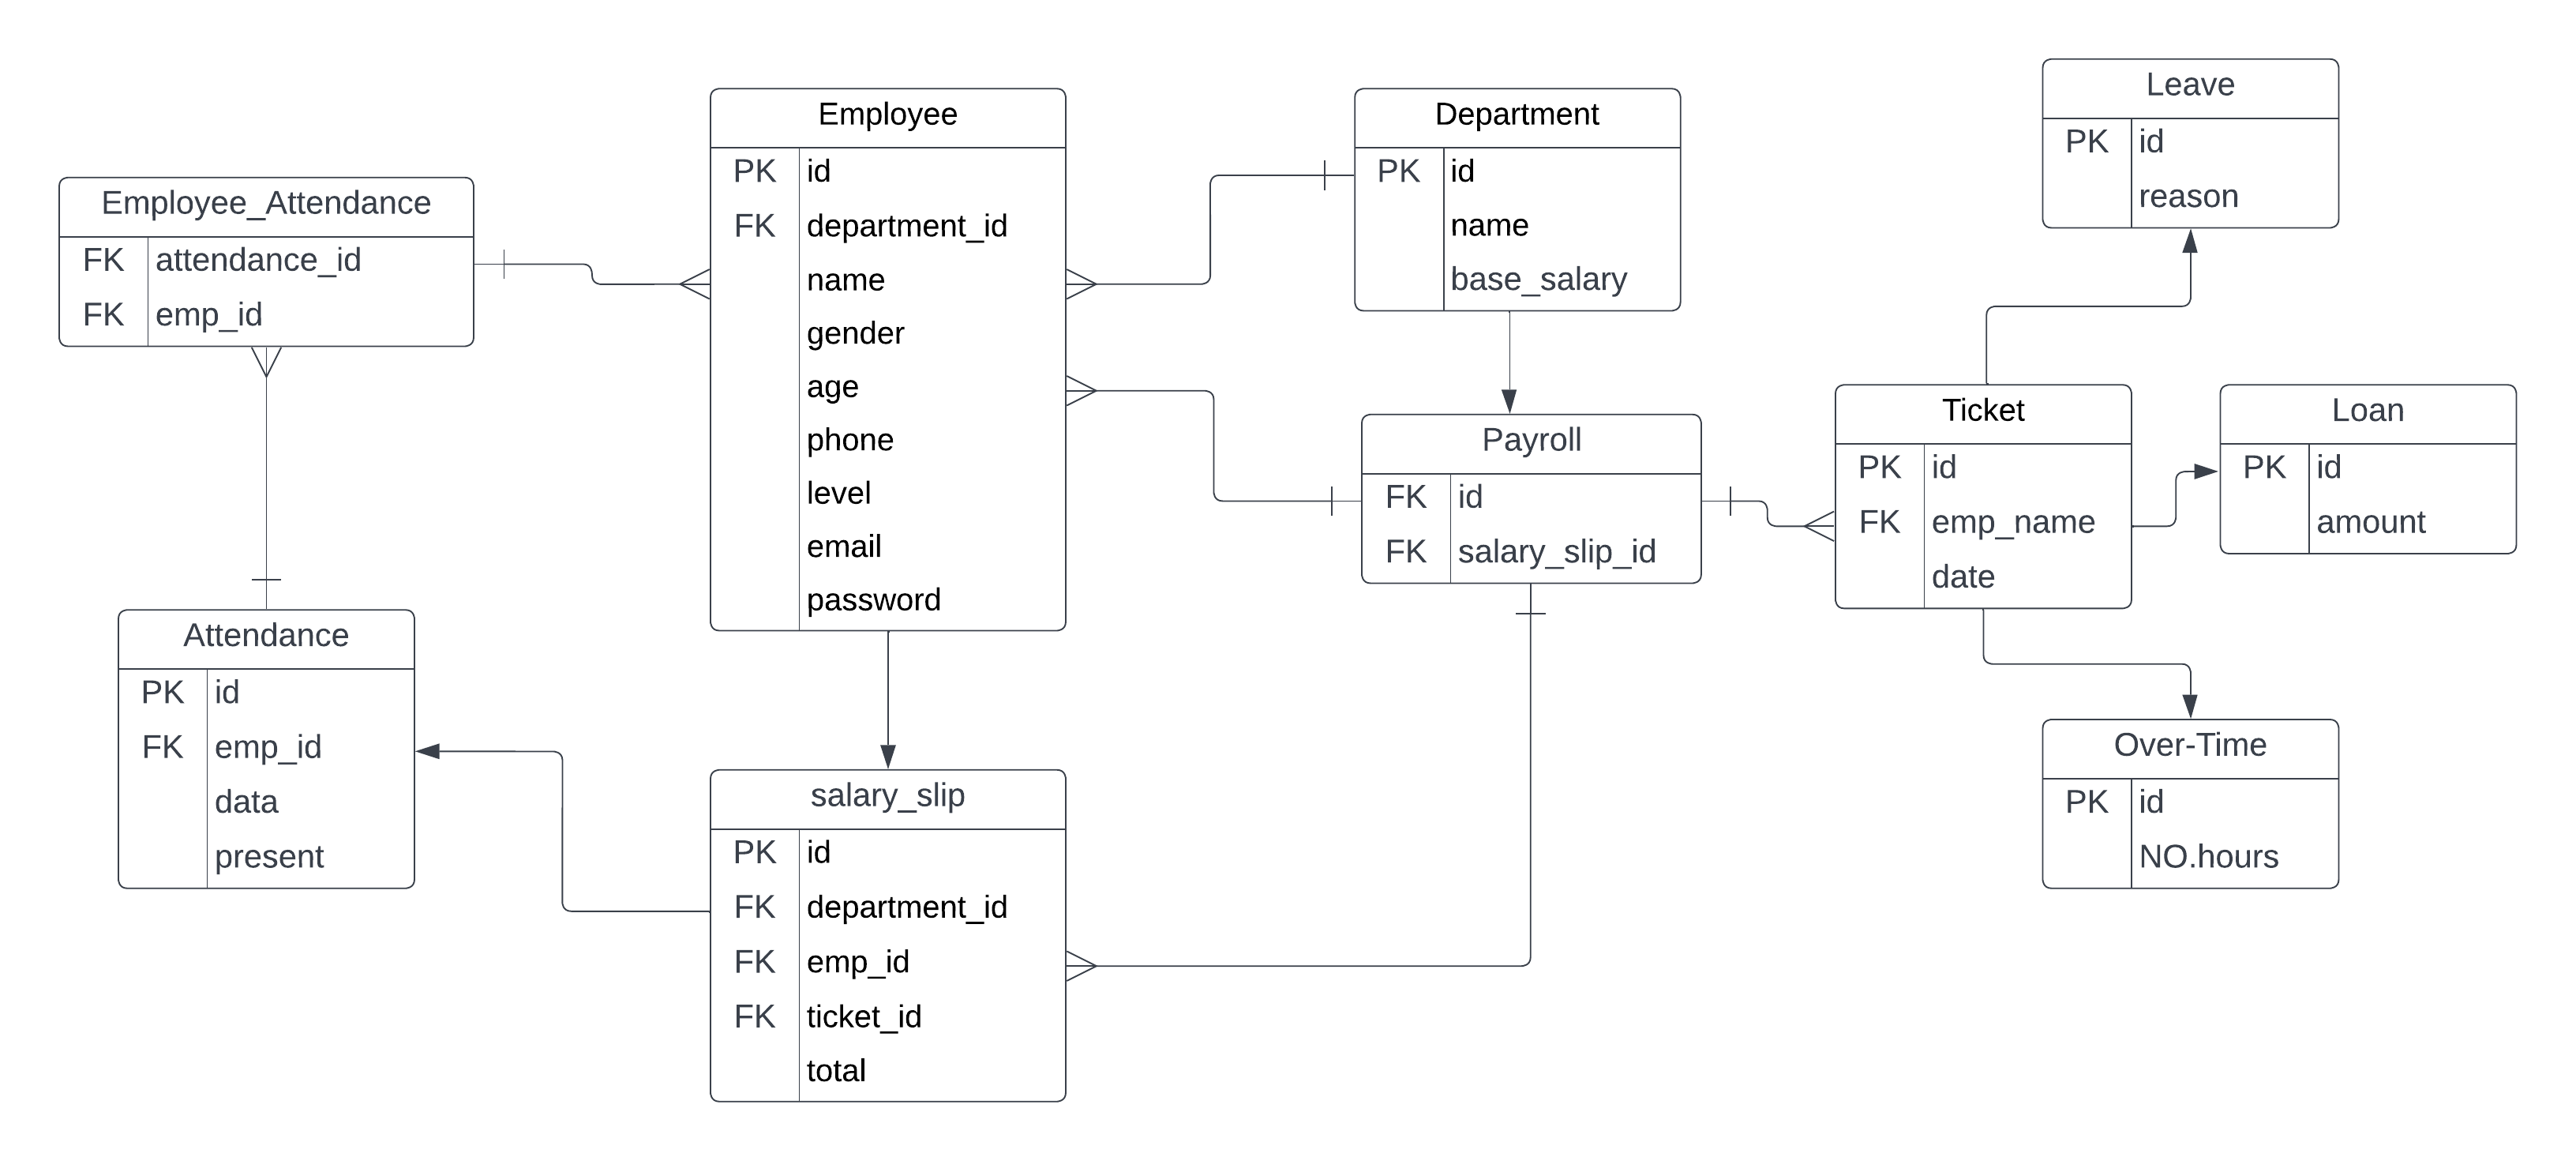 Employee_Attendance
FK attendance_id
FK emp_id
Attendance
PK id
FK emp_id
data
present
Employee
PK id
FK department_id
name
gender
age
phone
level
email
password
salary_slip
PK id
FK department_id
FK emp_id
FK ticket_id
total
Department
PK id
name
base_salary
Payroll
FK id
FK salary_slip_id
Ticket
PK id
FK emp_name
date
Leave
PK id
reason
Loan
PK id
amount
Over-Time
PK id
NO.hours